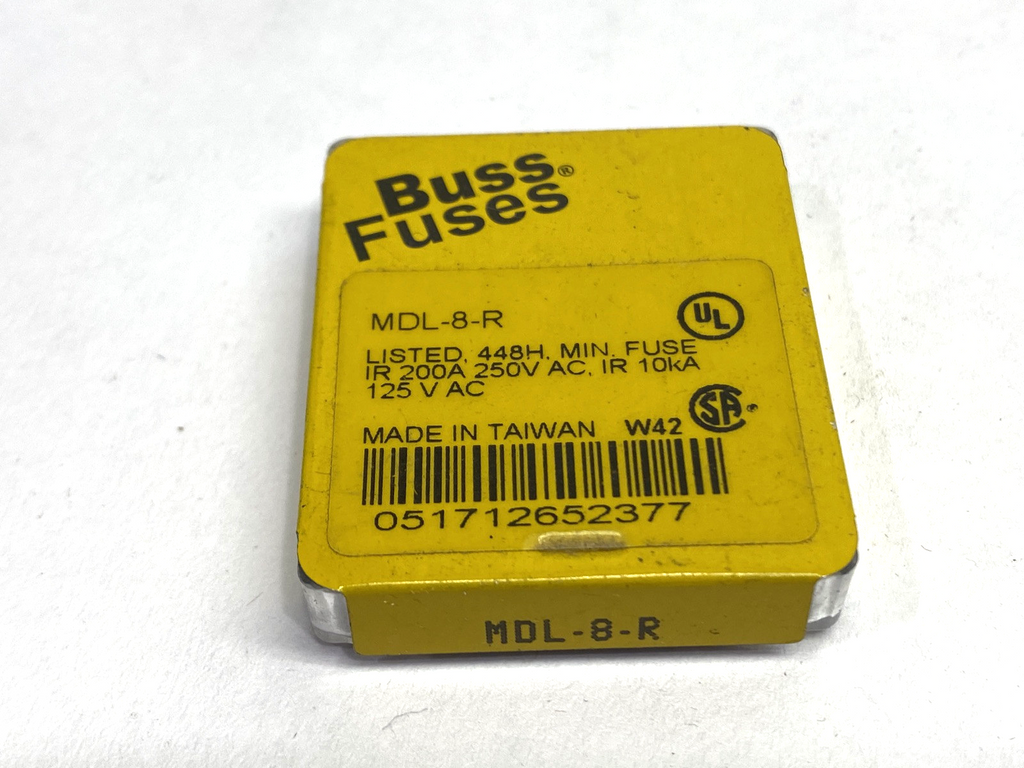 Buss®
Fuses
MDL-8-R
UL
LISTED, 448H, MIN. FUSE
IR 200A 250V AC, IR 10kA
125 V AC
SA
MADE IN TAIWAN W42
051712652377
MDL-8-R